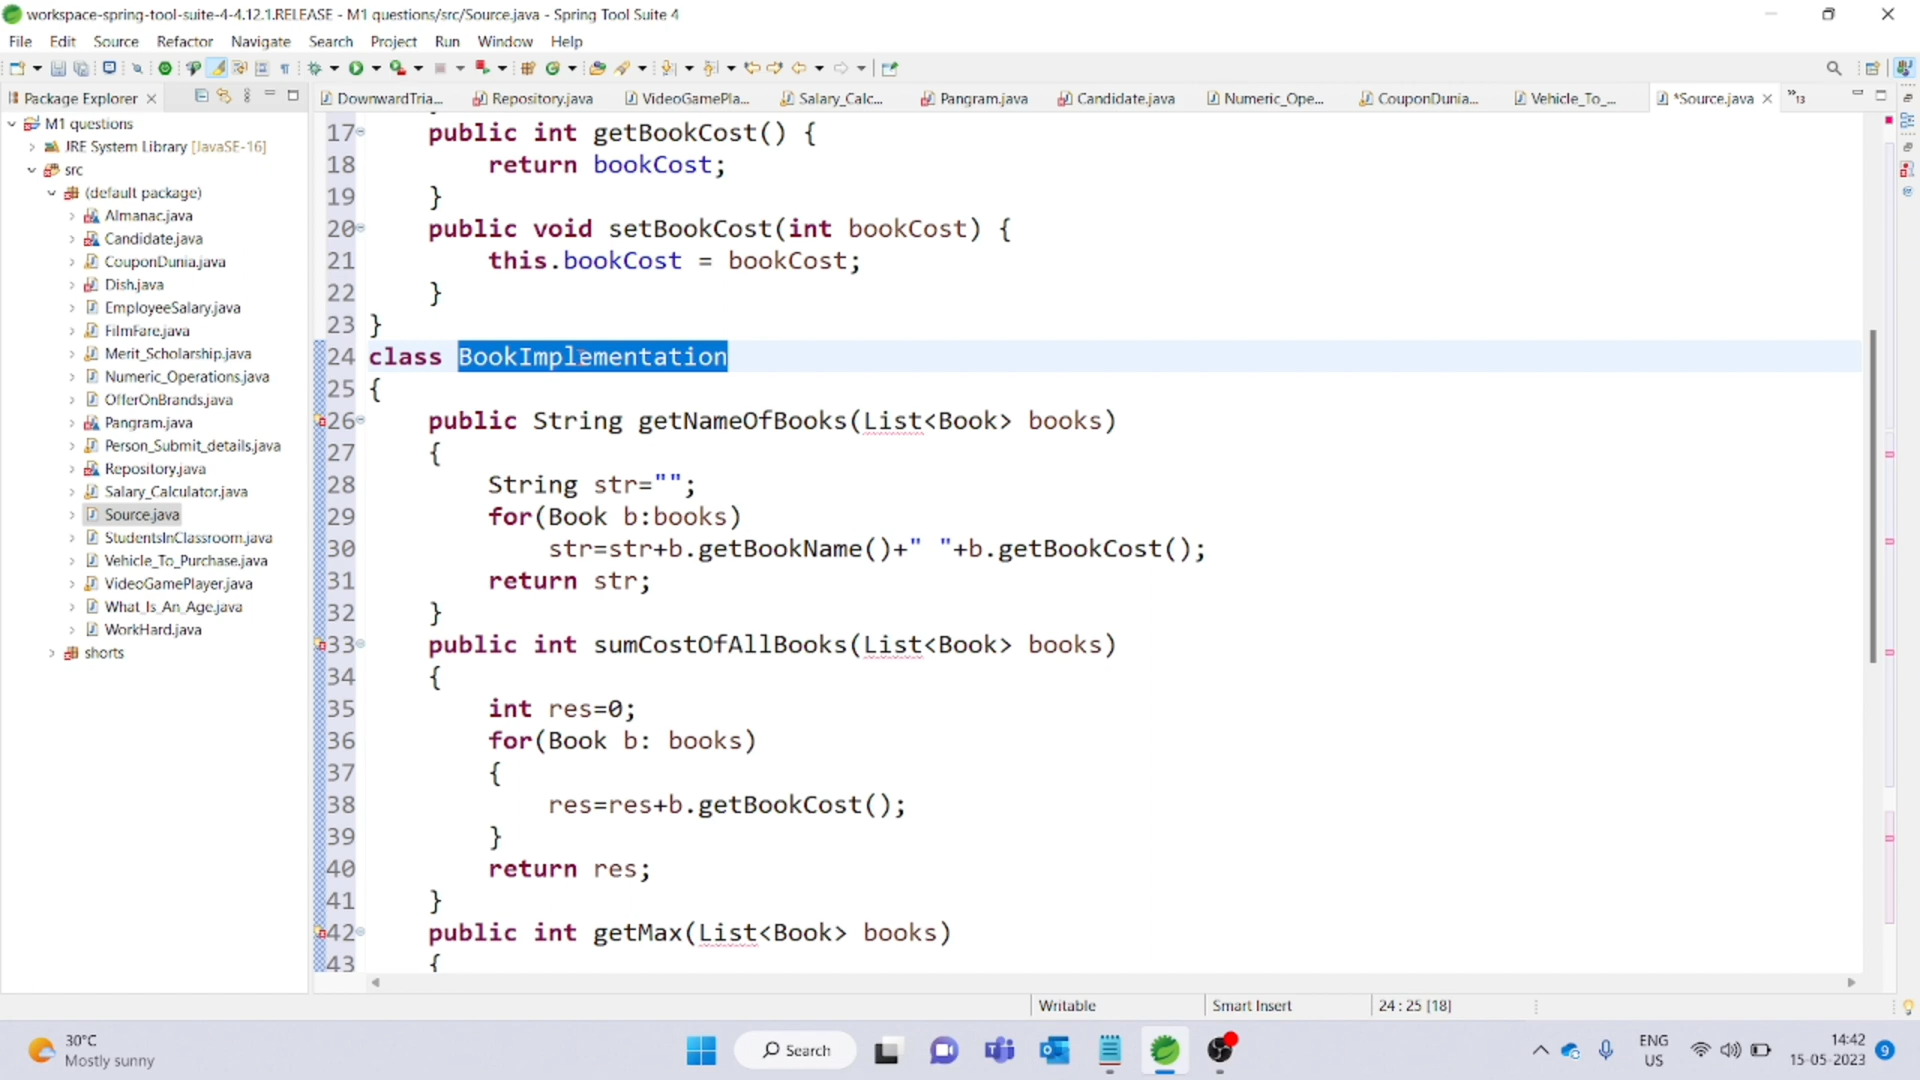 workspace-spring-tool-suite-4-4.12.1.RELEASE - M1 questions/src/Source.java - Spring Tool Suite 4
File Edit Source Refactor Navigate Search Project Run Window Help
Package Explorer
DownwardTria... Repository.java VideoGamePla... Salary_Calc... Pangram.java Candidate.java Numeric_Ope... CouponDunia... Vehicle_To_... *Source.java »13
M1 questions
JRE System Library [JavaSE-16]
src
(default package)
Almanac.java
Candidate.java
CouponDunia.java
Dish.java
EmployeeSalary.java
FilmFare.java
Merit_Scholarship.java
Numeric_Operations.java
OfferOnBrands.java
Pangram.java
Person_Submit_details.java
Repository.java
Salary_Calculator.java
Source.java
StudentsInClassroom.java
Vehicle_To_Purchase.java
VideoGamePlayer.java
What_Is_An_Age.java
WorkHard.java
shorts
17 public int getBookCost() {
18 return bookCost;
19 }
20 public void setBookCost(int bookCost) {
21 this.bookCost = bookCost;
22 }
23 }
24 class BookImplementation
25 {
26 public String getNameOfBooks(List<Book> books)
27 {
28 String str="";
29 for(Book b:books)
30 str=str+b.getBookName()+" "+b.getBookCost();
31 return str;
32 }
33 public int sumCostOfAllBooks(List<Book> books)
34 {
35 int res=0;
36 for(Book b: books)
37 {
38 res=res+b.getBookCost();
39 }
40 return res;
41 }
42 public int getMax(List<Book> books)
43 {
Writable Smart Insert 24 : 25 [18]
30°C
Mostly sunny
Search
ENG
US
14:42
15-05-2023
9